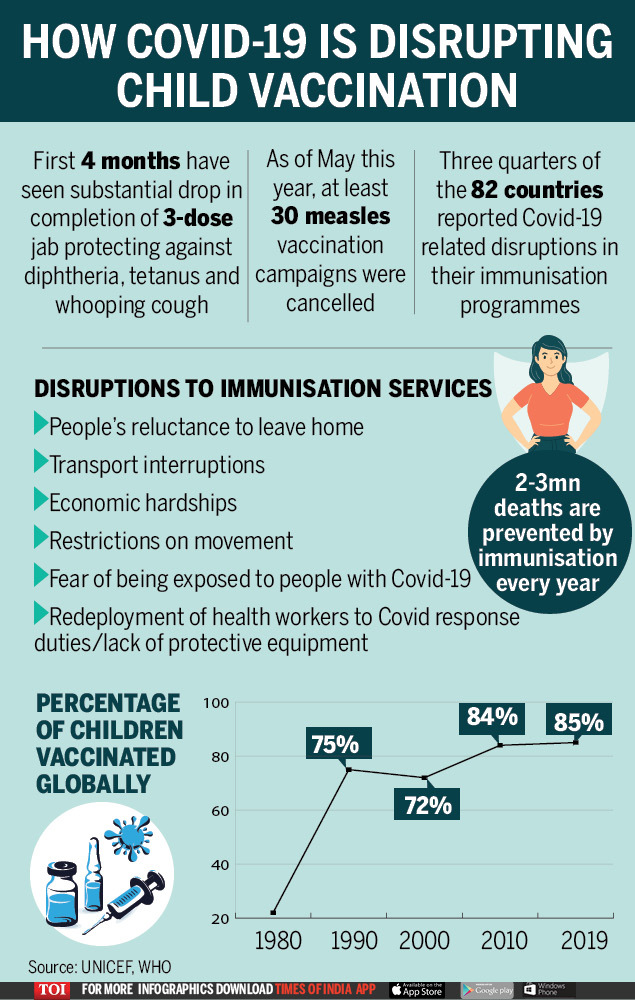 HOW COVID-19 IS DISRUPTING
CHILD VACCINATION
First 4 months have
seen substantial drop in
completion of 3-dose
jab protecting against
diphtheria, tetanus and
whooping cough
As of May this
year, at least
30 measles
vaccination
campaigns were
cancelled
Three quarters of
the 82 countries
reported Covid-19
related disruptions in
their immunisation
programmes
DISRUPTIONS TO IMMUNISATION SERVICES
People's reluctance to leave home
Transport interruptions
Economic hardships
Restrictions on movement
Fear of being exposed to people with Covid-19
Redeployment of health workers to Covid response
duties/lack of protective equipment
2-3mn
deaths are
prevented by
immunisation
every year
PERCENTAGE
OF CHILDREN
VACCINATED
GLOBALLY
100
80
60
40
20
75%
72%
84%
85%
1980 1990 2000 2010 2019
Source: UNICEF, WHO
TOI FOR MORE INFOGRAPHICS DOWNLOAD TIMES OF INDIA APP
Available on the
App Store
Google play
Windows
Phone